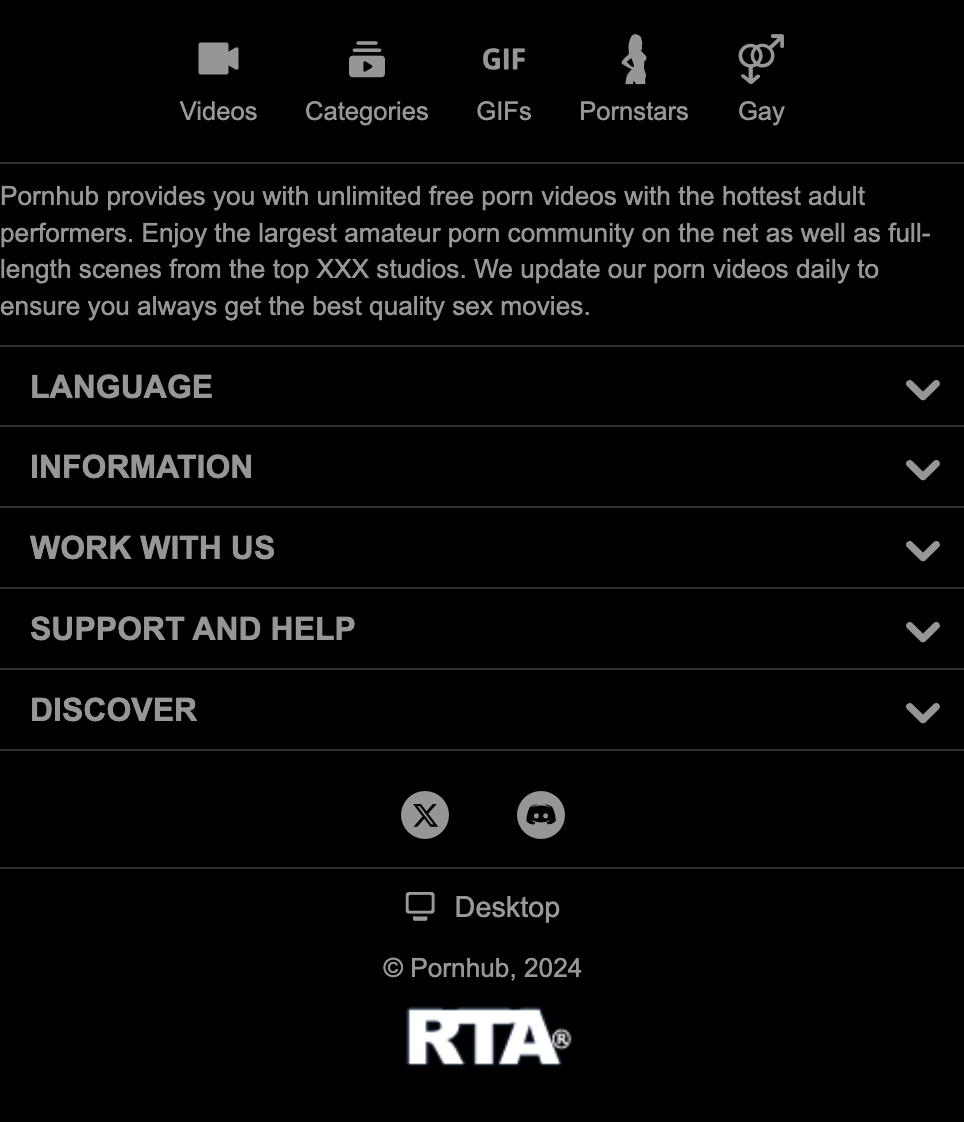 GIF
Videos Categories GIFs Pornstars Gay
Pornhub provides you with unlimited free porn videos with the hottest adult
performers. Enjoy the largest amateur porn community on the net as well as full-
length scenes from the top XXX studios. We update our porn videos daily to
ensure you always get the best quality sex movies.
LANGUAGE
INFORMATION
WORK WITH US
SUPPORT AND HELP
DISCOVER
X
Desktop
© Pornhub, 2024
RTA®